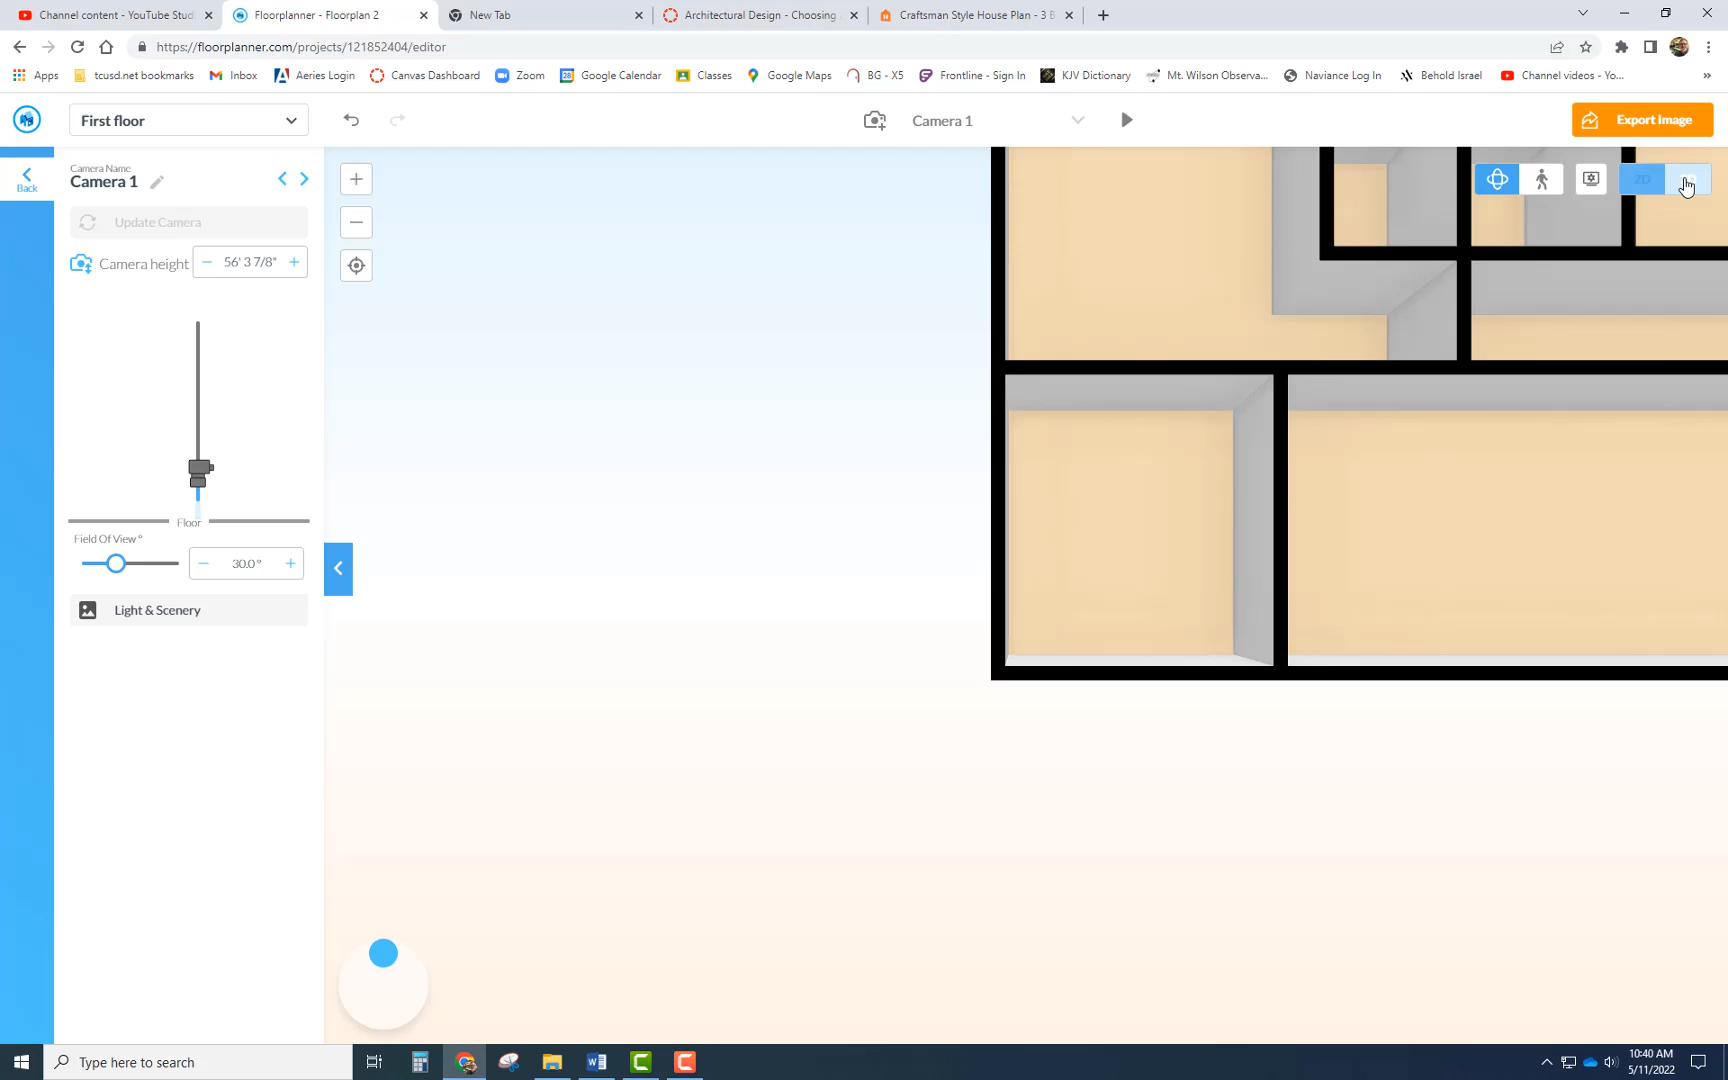 Channel content - YouTube Stud
Floorplanner - Floorplan 2
New Tab
Architectural Design - Choosing
Craftsman Style House Plan - 3 B
https://floorplanner.com/projects/121852404/editor
Apps
tcusd.net bookmarks
Inbox
Aeries Login
Canvas Dashboard
Zoom
Google Calendar
Classes
Google Maps
BG - X5
Frontline - Sign In
KJV Dictionary
Mt. Wilson Observa...
Naviance Log In
Behold Israel
Channel videos - Yo...
First floor
Camera 1
Export Image
Back
Camera Name
Camera 1
2D
Update Camera
Camera height
56' 3 7/8"
Floor
Field Of View °
30.0 °
Light & Scenery
Type here to search
10:40 AM
5/11/2022